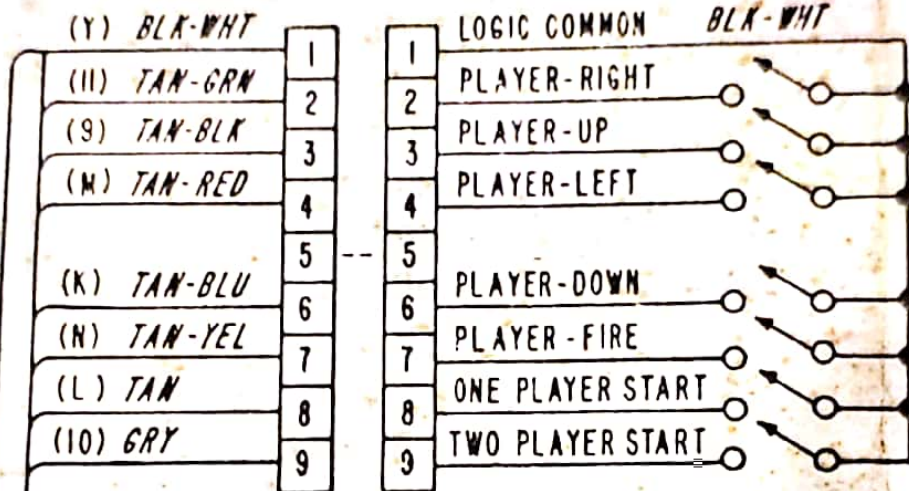 (Y) BLK-WHT 1 1 LOGIC COMMON BLK-WHT
(11) TAN-GRN 2 2 PLAYER-RIGHT
(9) TAN-BLK 3 3 PLAYER-UP
(M) TAN-RED 4 4 PLAYER-LEFT
5 -- 5
(K) TAN-BLU 6 6 PLAYER-DOWN
(N) TAN-YEL 7 7 PLAYER-FIRE
(L) TAN 8 8 ONE PLAYER START
(10) GRY 9 9 TWO PLAYER START